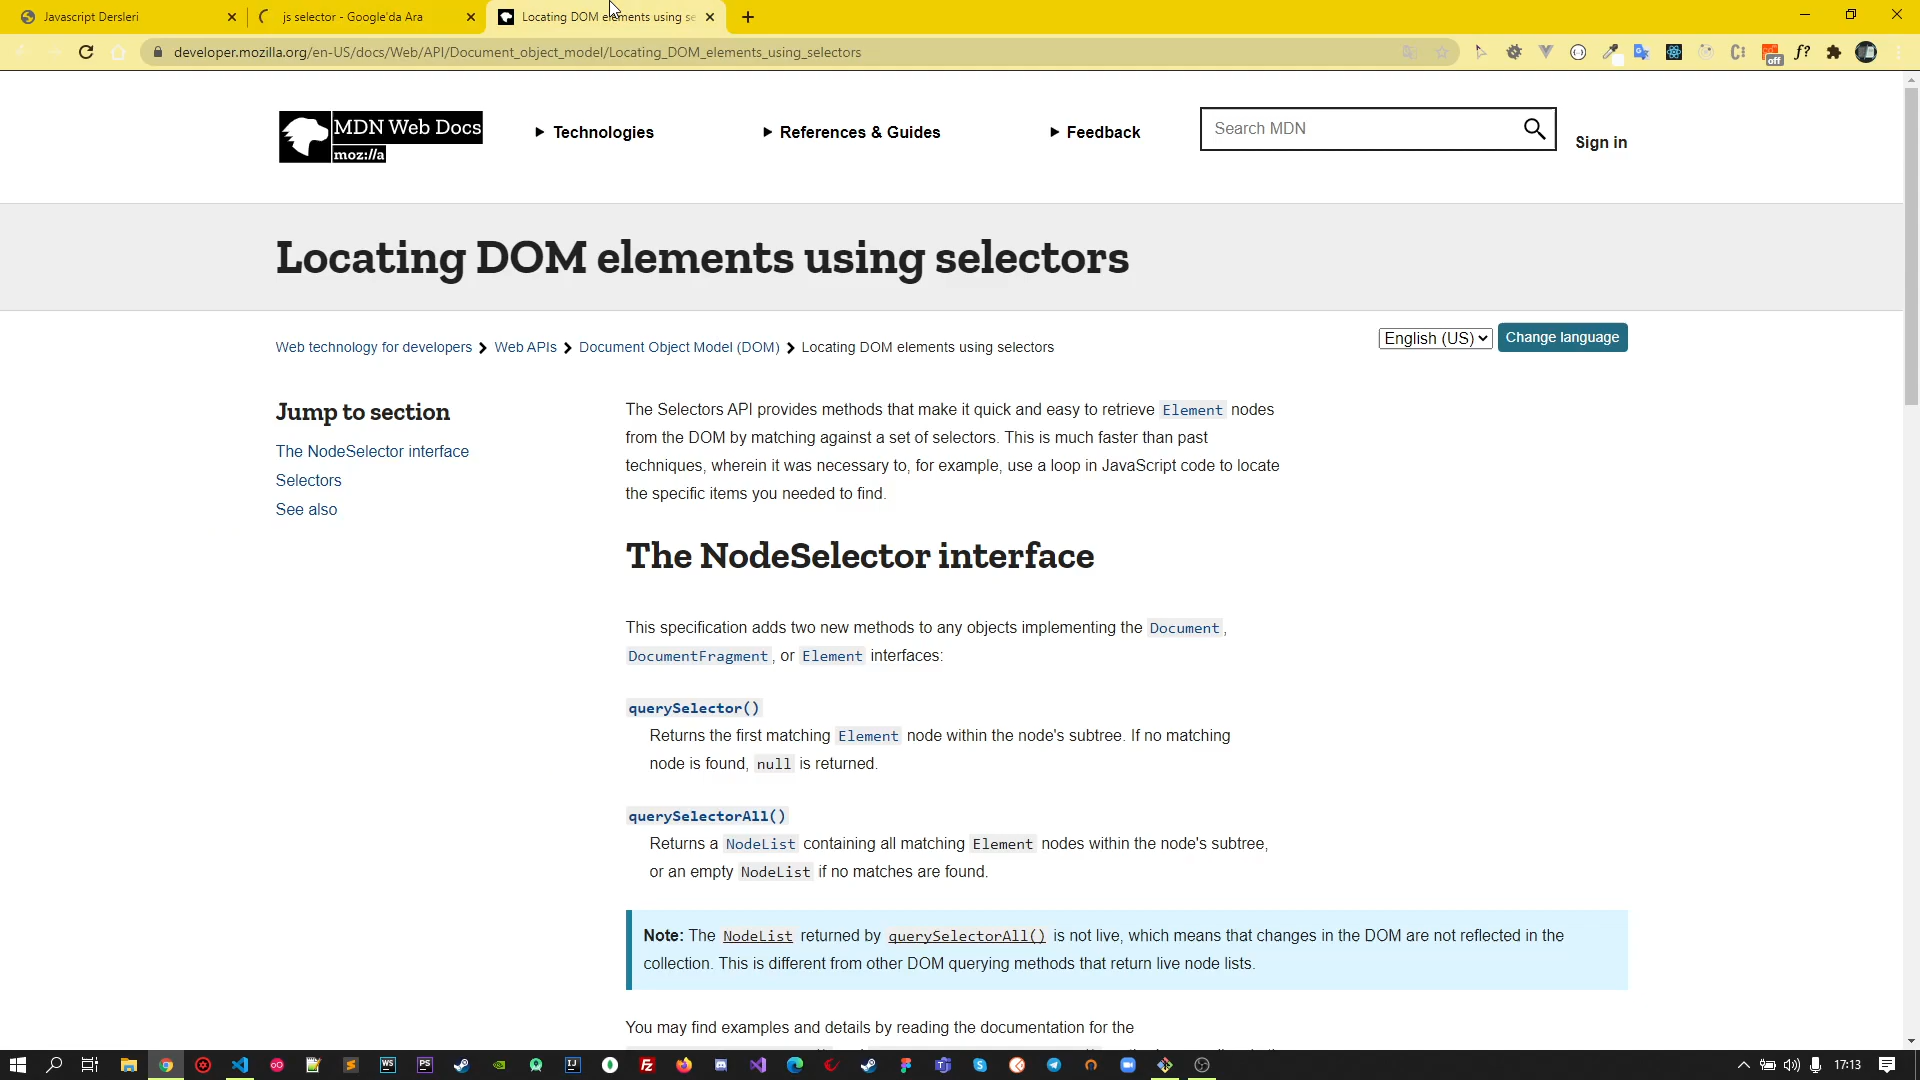 Javascript Dersleri
js selector - Google'da Ara
Locating DOM elements using se
developer.mozilla.org/en-US/docs/Web/API/Document_object_model/Locating_DOM_elements_using_selectors
off
f?
MDN Web Docs
moz://a
Technologies
References & Guides
Feedback
Search MDN
Sign in
Locating DOM elements using selectors
Web technology for developers
Web APIs
Document Object Model (DOM)
Locating DOM elements using selectors
English (US)
Change language
Jump to section
The NodeSelector interface
Selectors
See also
The Selectors API provides methods that make it quick and easy to retrieve Element nodes
from the DOM by matching against a set of selectors. This is much faster than past
techniques, wherein it was necessary to, for example, use a loop in JavaScript code to locate
the specific items you needed to find.
The NodeSelector interface
This specification adds two new methods to any objects implementing the Document,
DocumentFragment, or Element interfaces:
querySelector()
Returns the first matching Element node within the node's subtree. If no matching
node is found, null is returned.
querySelectorAll()
Returns a NodeList containing all matching Element nodes within the node's subtree,
or an empty NodeList if no matches are found.
Note: The NodeList returned by querySelectorAll() is not live, which means that changes in the DOM are not reflected in the
collection. This is different from other DOM querying methods that return live node lists.
You may find examples and details by reading the documentation for the
17:13